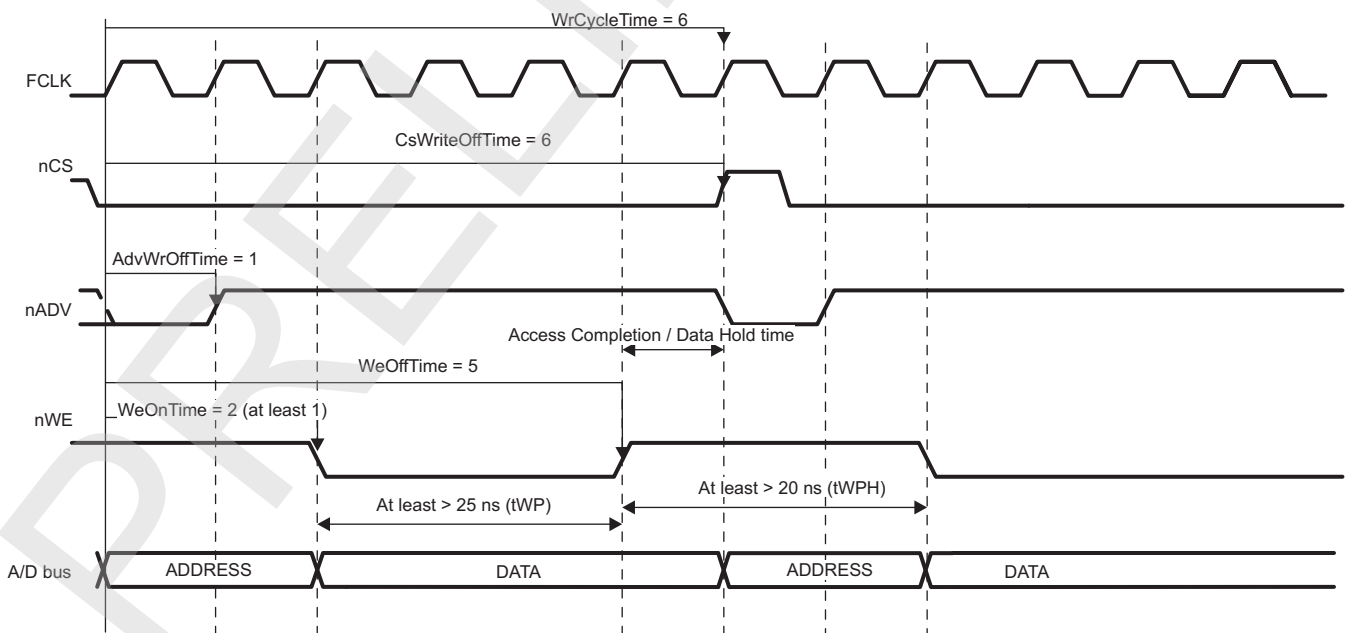 WrCycleTime = 6
FCLK
CsWriteOffTime = 6
nCS
AdvWrOffTime = 1
nADV
Access Completion / Data Hold time
WeOffTime = 5
WeOnTime = 2 (at least 1)
nWE
At least > 20 ns (tWPH)
At least > 25 ns (tWP)
A/D bus ADDRESS DATA ADDRESS DATA
PRELI